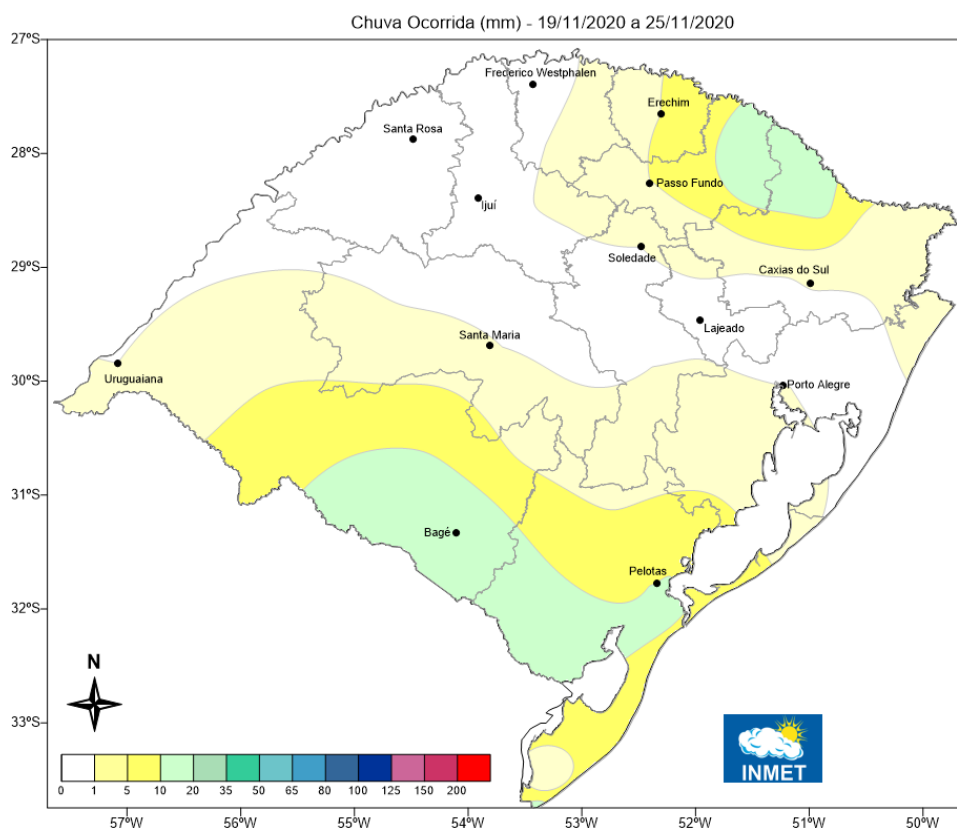 Chuva Ocorrida (mm) - 19/11/2020 a 25/11/2020
27°S
Frederico Westphalen
Erechim
Santa Rosa
28°S
Passo Fundo
Ijuí
Soledade
29°S
Caxias do Sul
Lajeado
Santa Maria
Uruguaiana
30°S
Porto Alegre
31°S
Bagé
Pelotas
32°S
N
33°S
INMET
0 1 5 10 20 35 50 65 80 100 125 150 200
57°W 56°W 55°W 54°W 53°W 52°W 51°W 50°W